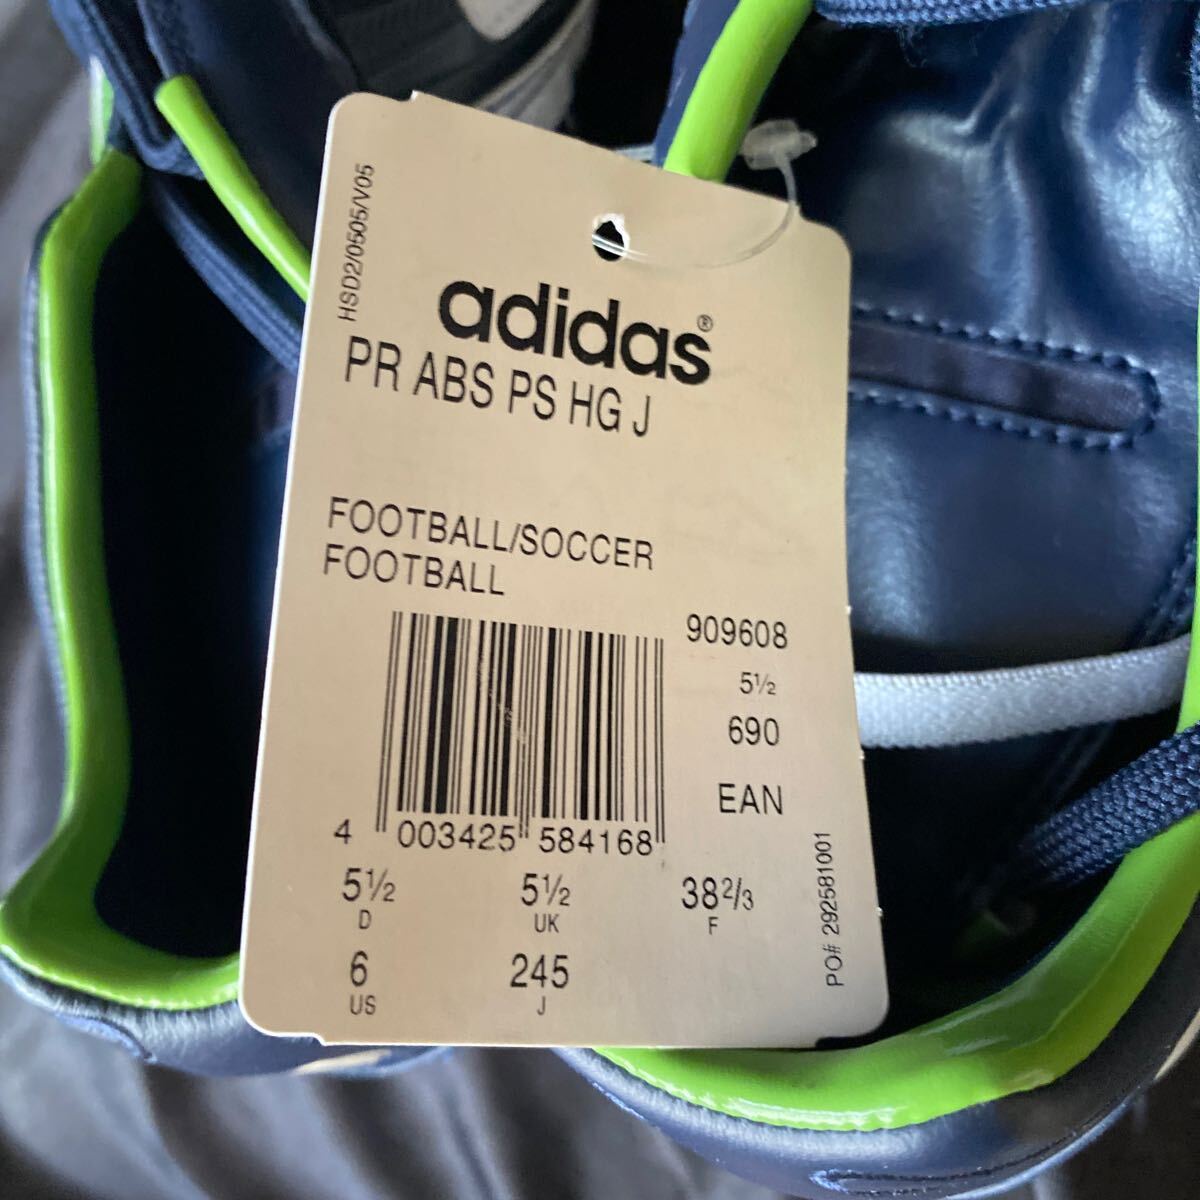 HSD2/0505/V05
adidas®
PR ABS PS HG J
FOOTBALL/SOCCER
FOOTBALL
909608
5½
690
EAN
4 003425 584168
5½ 5½ 38⅔
D UK F
6 245
US J
PO# 292581001